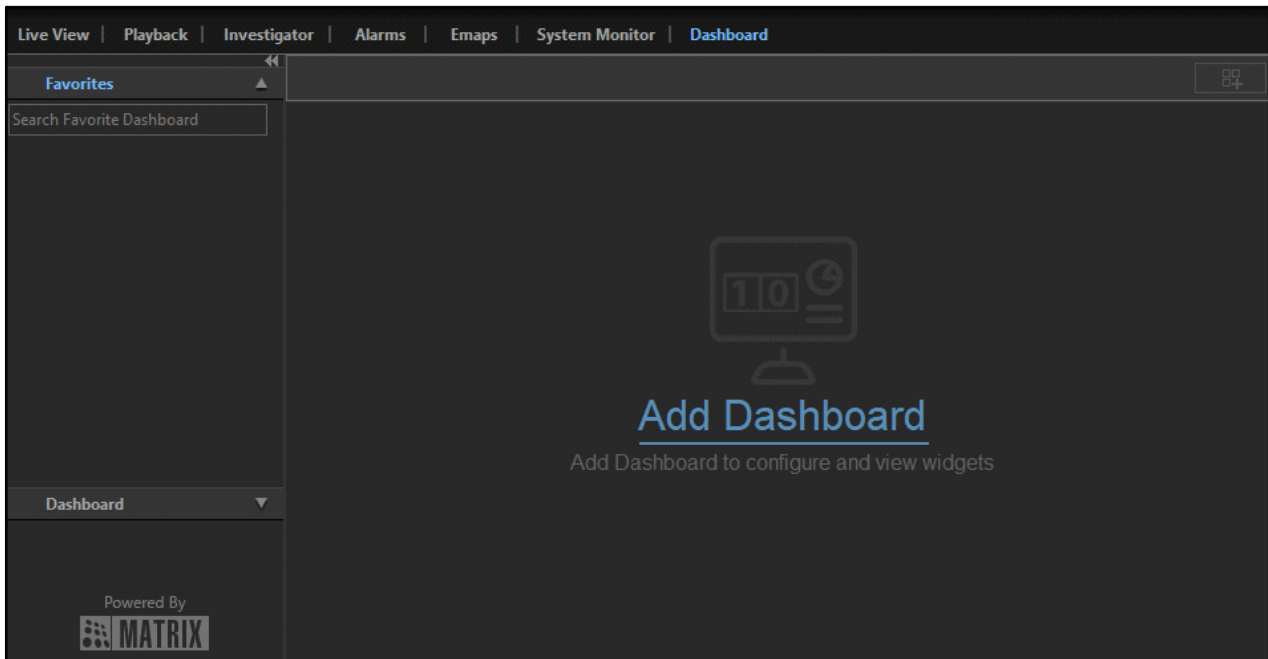 Live View | Playback | Investigator | Alarms | Emaps | System Monitor | Dashboard
Favorites
Search Favorite Dashboard
10
Add Dashboard
Add Dashboard to configure and view widgets
Dashboard
Powered By
MATRIX